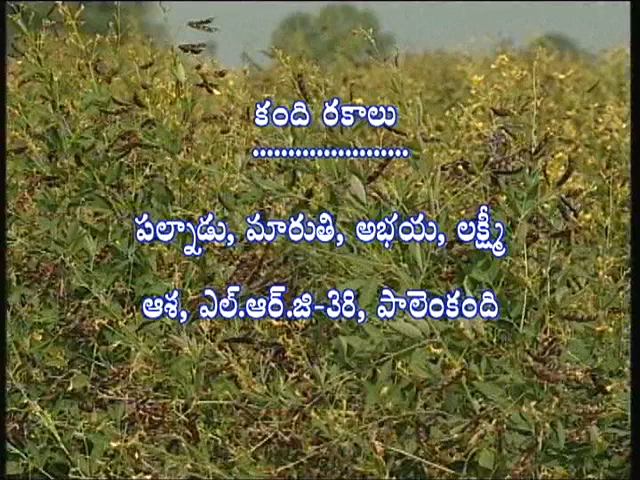 కంది రకాలు
......................
పల్నాడు, మారుతి, అభయ, లక్ష్మీ
ఆశ, ఎల్.ఆర్.జి-38, పాలెంకంది